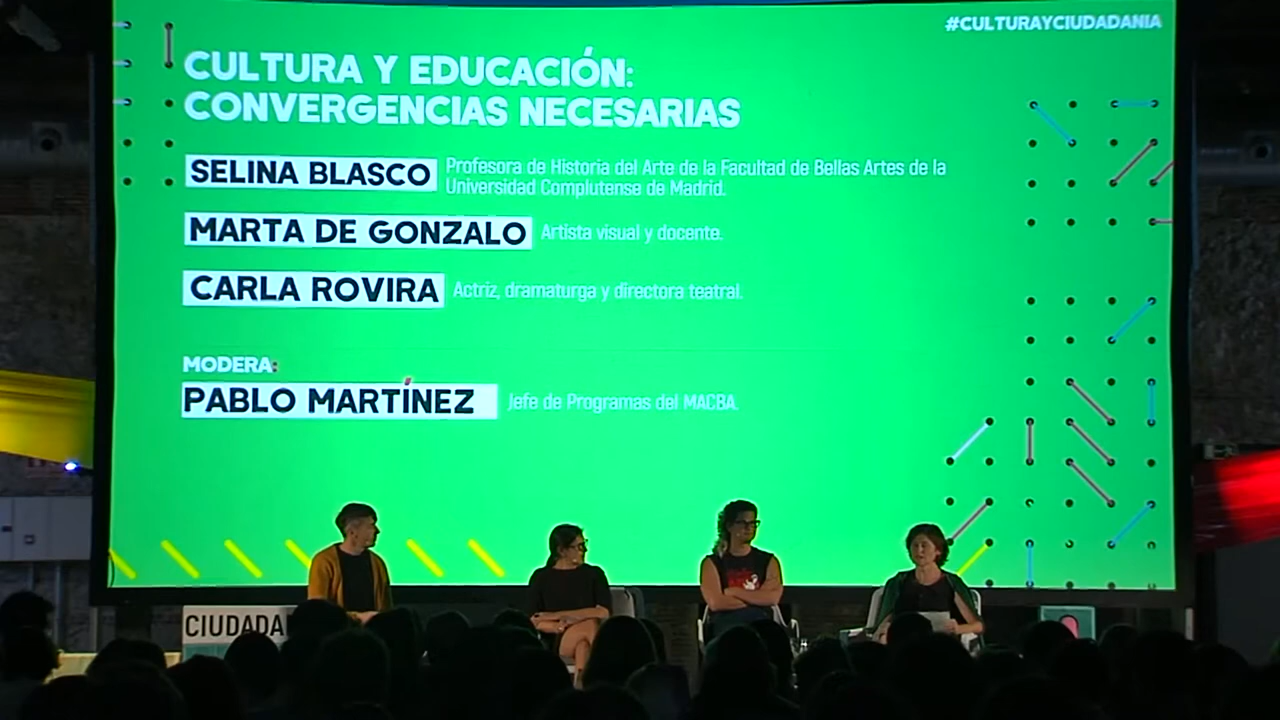 #CULTURAYCIUDADANIA
CULTURA Y EDUCACIÓN:
CONVERGENCIAS NECESARIAS
SELINA BLASCO Profesora de Historia del Arte de la Facultad de Bellas Artes de la
Universidad Complutense de Madrid.
MARTA DE GONZALO Artista visual y docente.
CARLA ROVIRA Actriz, dramaturga y directora teatral.
MODERA:
PABLO MARTÍNEZ Jefe de Programas del MACBA.
CIUDADA